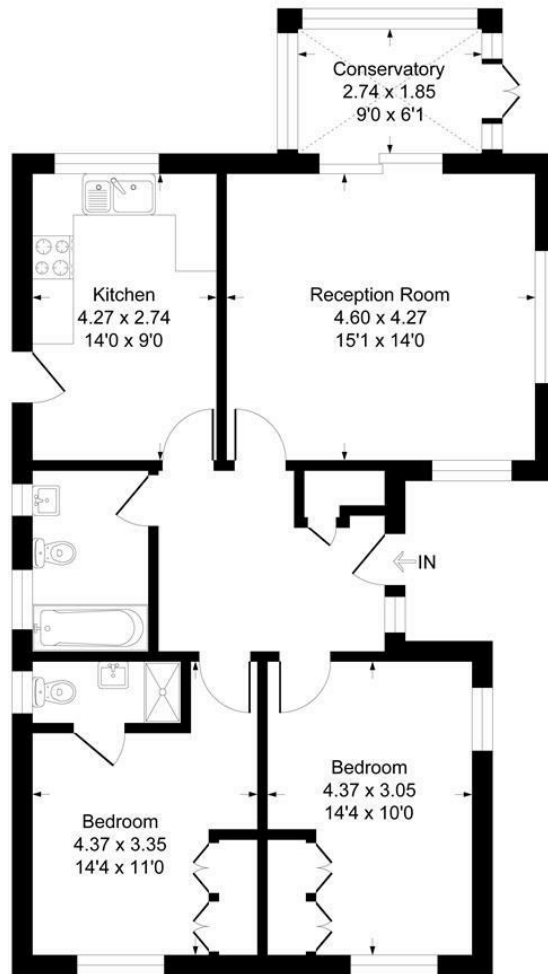 Conservatory
2.74 x 1.85
9'0 x 6'1
Kitchen
4.27 x 2.74
14'0 x 9'0
Reception Room
4.60 x 4.27
15'1 x 14'0
IN
Bedroom
4.37 x 3.35
14'4 x 11'0
Bedroom
4.37 x 3.05
14'4 x 10'0